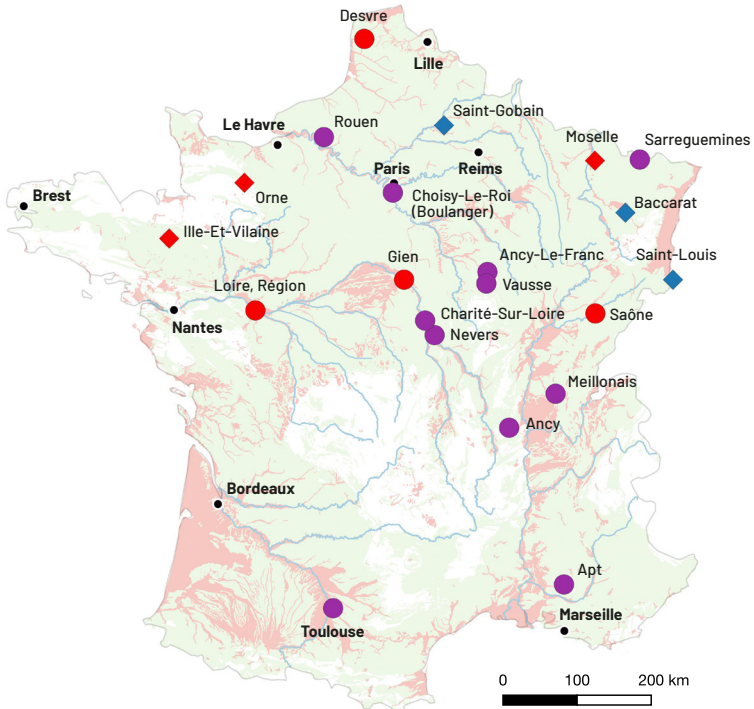 Desvre
Lille
Saint-Gobain
Le Havre
Rouen
Moselle
Sarreguemines
Paris
Reims
Brest
Orne
Choisy-Le-Roi
(Boulanger)
Baccarat
Ille-Et-Vilaine
Gien
Ancy-Le-Franc
Saint-Louis
Loire, Région
Vausse
Charité-Sur-Loire
Saône
Nantes
Nevers
Meillonais
Ancy
Bordeaux
Apt
Marseille
Toulouse
0 100 200 km